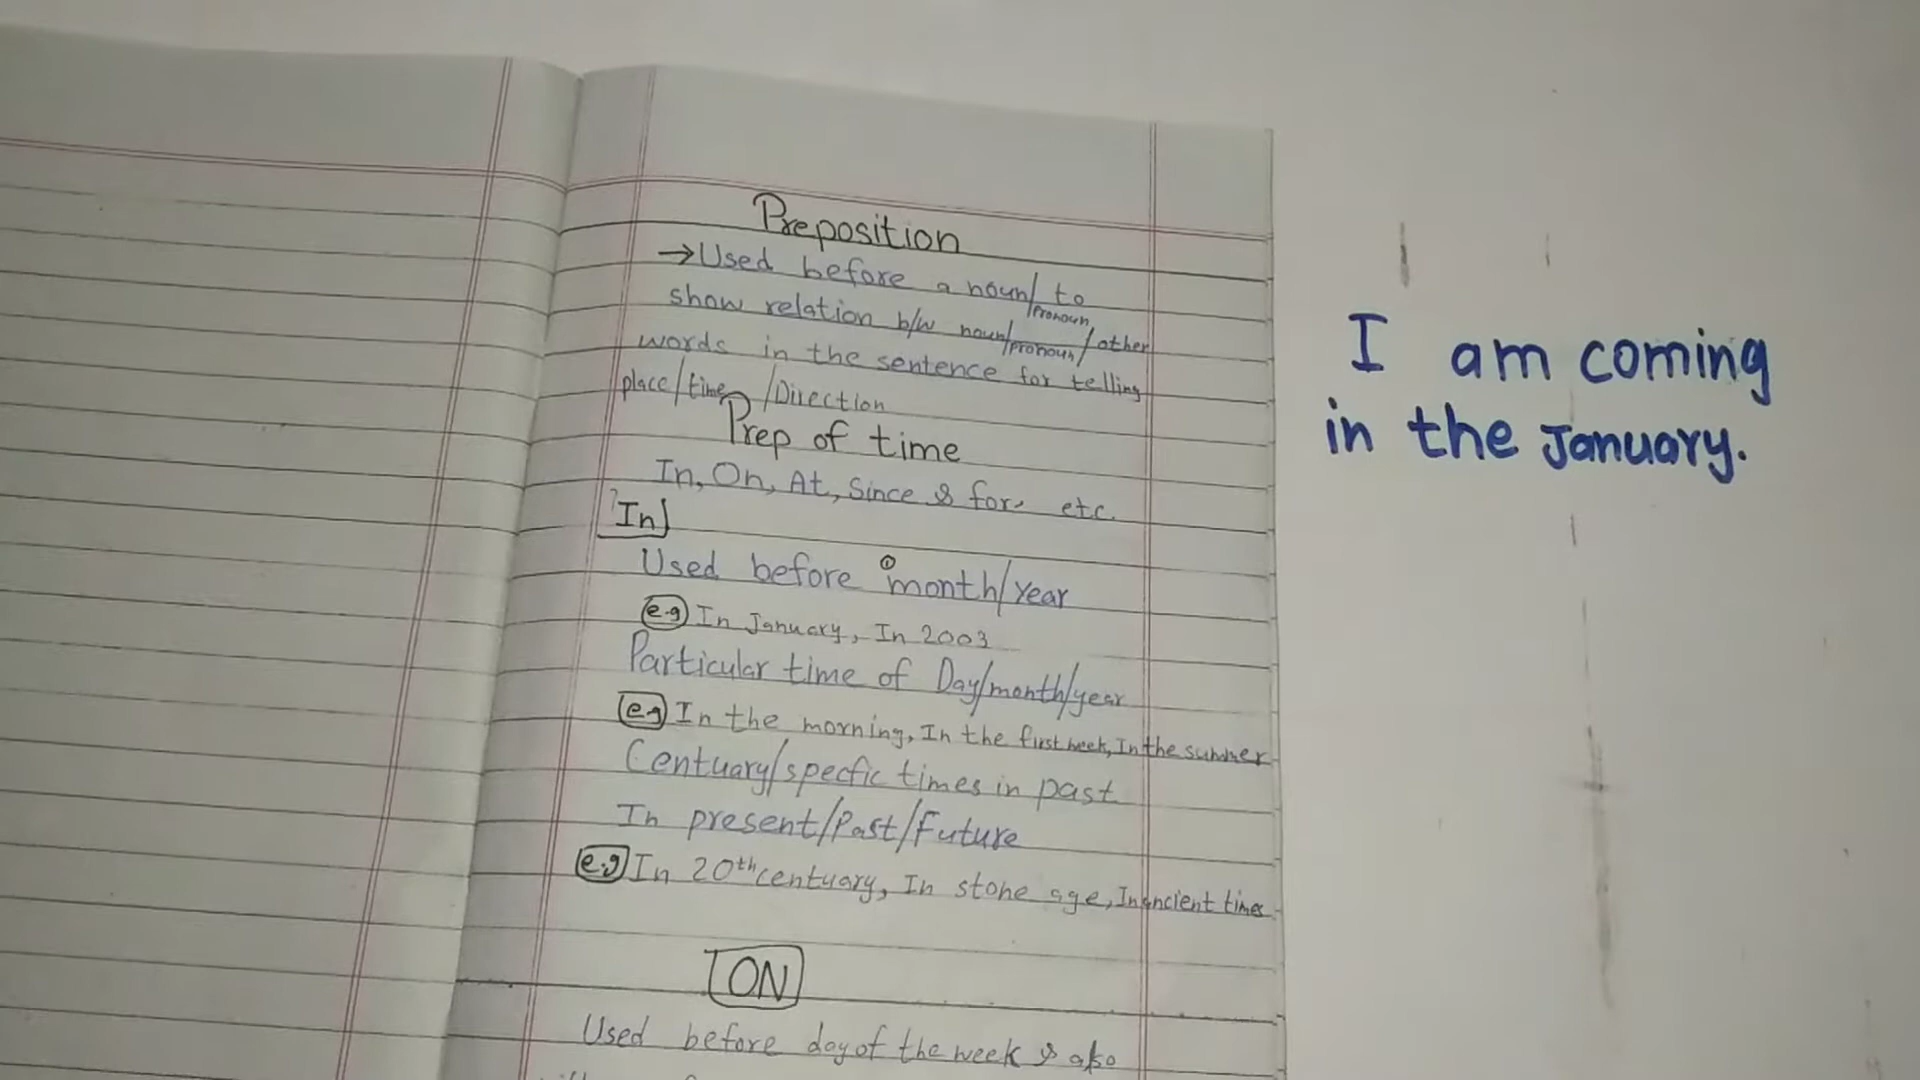 Preposition
→ Used before a noun/pronoun to
show relation b/w noun/pronoun/other
words in the sentence for telling
place/time/Direction
Prep of time
In, On, At, Since & for, etc.
In
Used before ① month/year
e.g In January, In 2003
Particular time of Day/month/year
e.g In the morning, In the first week, In the summer
Centuary/specfic times in past
In present/Past/Future
e.g In 20th centuary, In stone age, In ancient times
ON
Used before day of the week & also
I am coming
in the January.